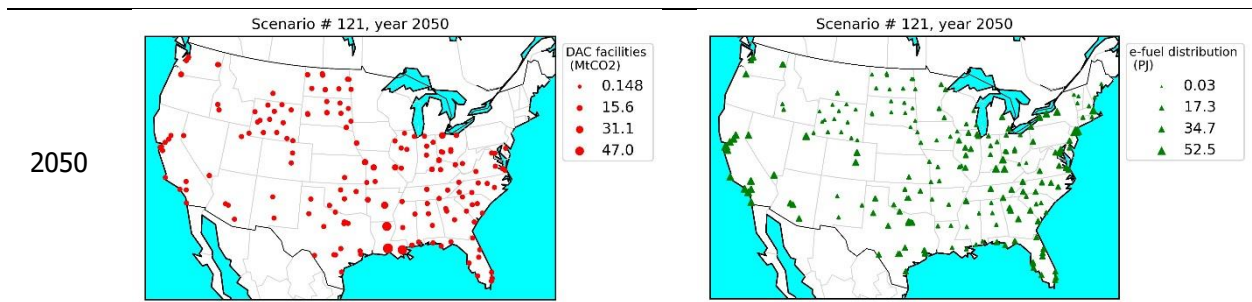 2050
Scenario # 121, year 2050
DAC facilities
(MtCO2)
0.148
15.6
31.1
47.0
Scenario # 121, year 2050
e-fuel distribution
(PJ)
0.03
17.3
34.7
52.5